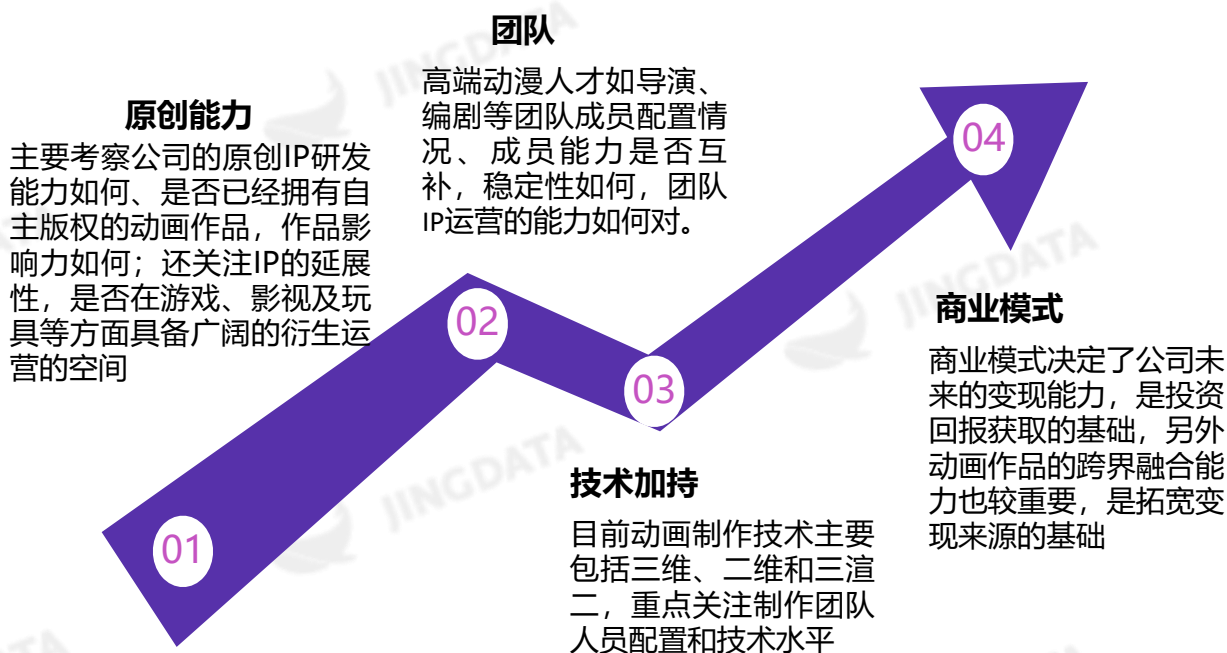 原创能力
主要考察公司的原创IP研发
能力如何、是否已经拥有自
主版权的动画作品，作品影
响力如何；还关注IP的延展
性，是否在游戏、影视及玩
具等方面具备广阔的衍生运
营的空间
团队
高端动漫人才如导演、
编剧等团队成员配置情
况、成员能力是否互
补，稳定性如何，团队
IP运营的能力如何对。
01
02
03
04
技术加持
目前动画制作技术主要
包括三维、二维和三渲
二，重点关注制作团队
人员配置和技术水平
商业模式
商业模式决定了公司未
来的变现能力，是投资
回报获取的基础，另外
动画作品的跨界融合能
力也较重要，是拓宽变
现来源的基础
JINGDATA
JINGDATA
JINGDATA